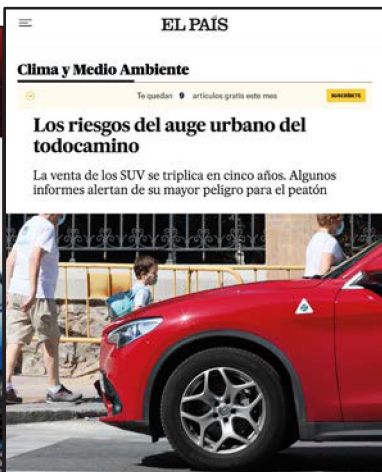 EL PAÍS
Clima y Medio Ambiente
Te quedan 9 artículos gratis este mes
SUSCRÍBETE
Los riesgos del auge urbano del
todocamino
La venta de los SUV se triplica en cinco años. Algunos
informes alertan de su mayor peligro para el peatón